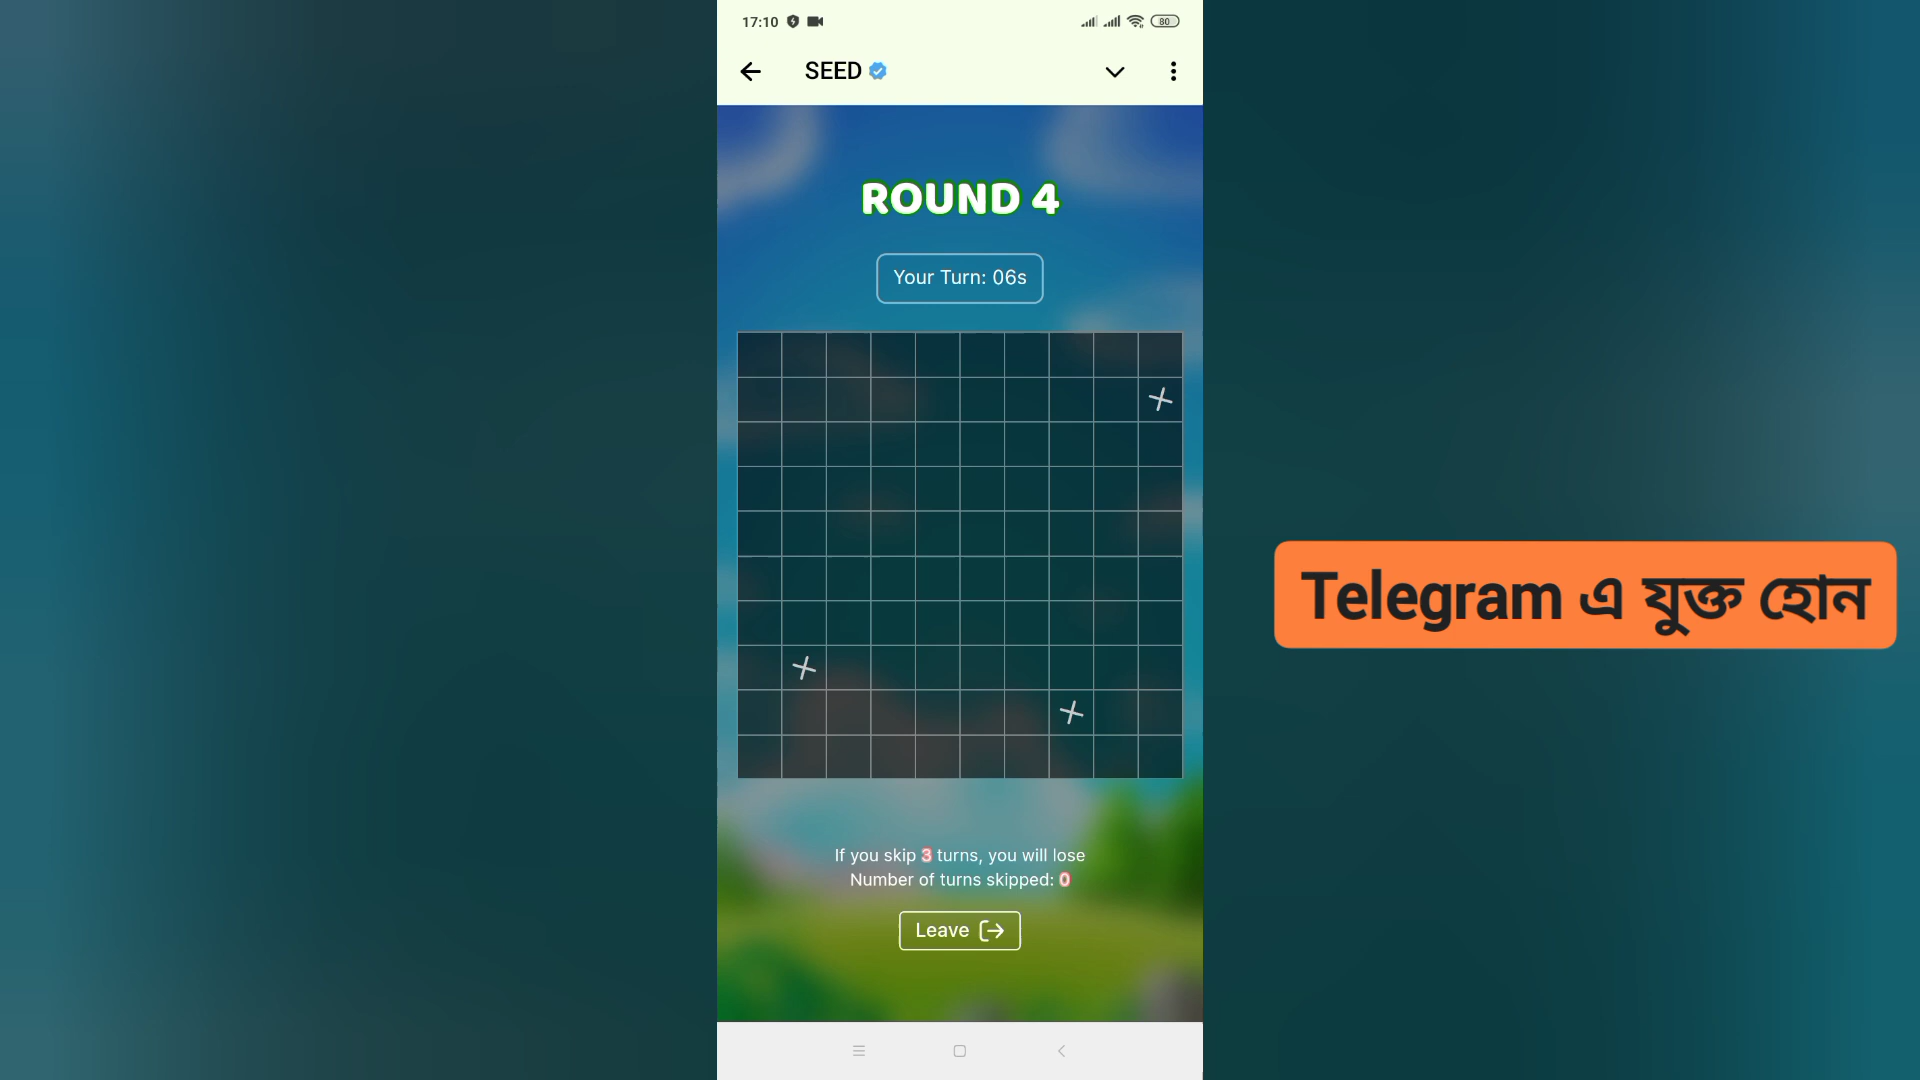 17:10
80
SEED
ROUND 4
Your Turn: 06s
Telegram এ যুক্ত হোন
If you skip 3 turns, you will lose
Number of turns skipped: 0
Leave